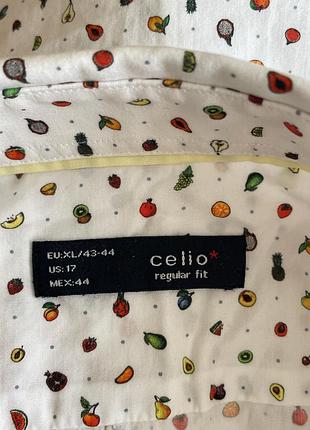 EU:XL/43-44
US:17
MEX:44
celio*
regular fit